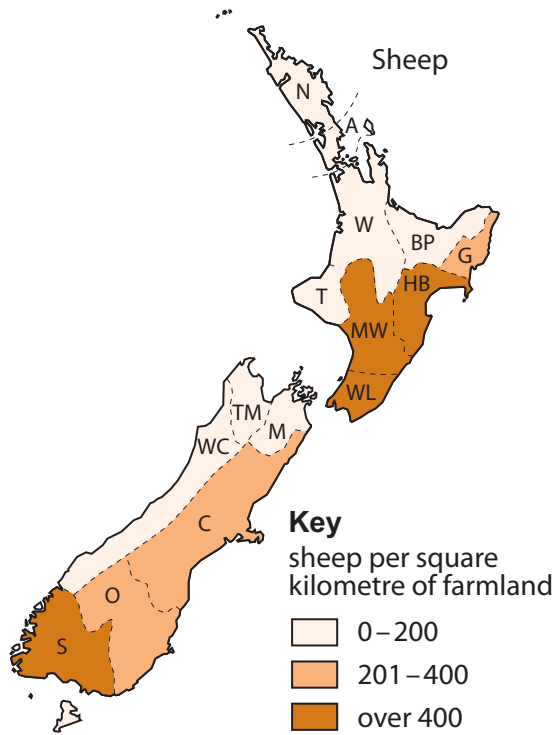 Sheep
N
A
W
BP
G
T
HB
MW
WL
TM
M
WC
C
O
S
Key
sheep per square
kilometre of farmland
0–200
201–400
over 400